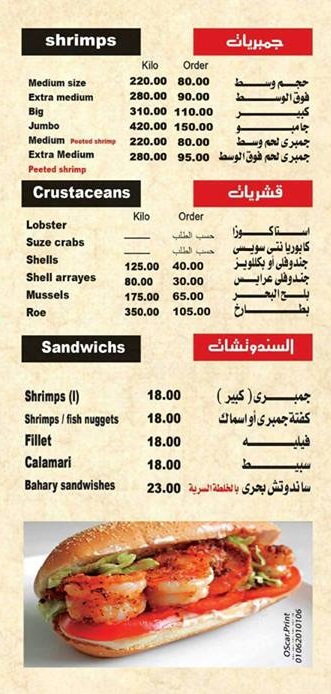 shrimps جمبريات
Kilo Order
Medium size 220.00 80.00 حجم وسط
Extra medium 280.00 90.00 فوق الوسط
Big 310.00 110.00 كبير
Jumbo 420.00 150.00 جامبو
Medium Peeted shrimp 220.00 80.00 جمبرى لحم وسط
Extra Medium 280.00 95.00 جمبرى لحم فوق الوسط
Peeted shrimp
Crustaceans قشريات
Kilo Order
Lobster حسب الطلب استاكوزا
Suze crabs حسب الطلب كابوريا نتى سويسى
Shells 125.00 40.00 جندوفلى أو بكللويز
Shell arrayes 80.00 30.00 جندوفلى عرايس
Mussels 175.00 65.00 بلح البحر
Roe 350.00 105.00 بطارخ
Sandwichs السندوتشات
Shrimps (l) 18.00 جمبرى ( كبير )
Shrimps / fish nuggets 18.00 كفتة جمبرى أو اسماك
Fillet 18.00 فيليه
Calamari 18.00 سبيط
Bahary sandwishes 23.00 ساندوتش بحرى بالخلطة السرية
OScar.Print
01062010106